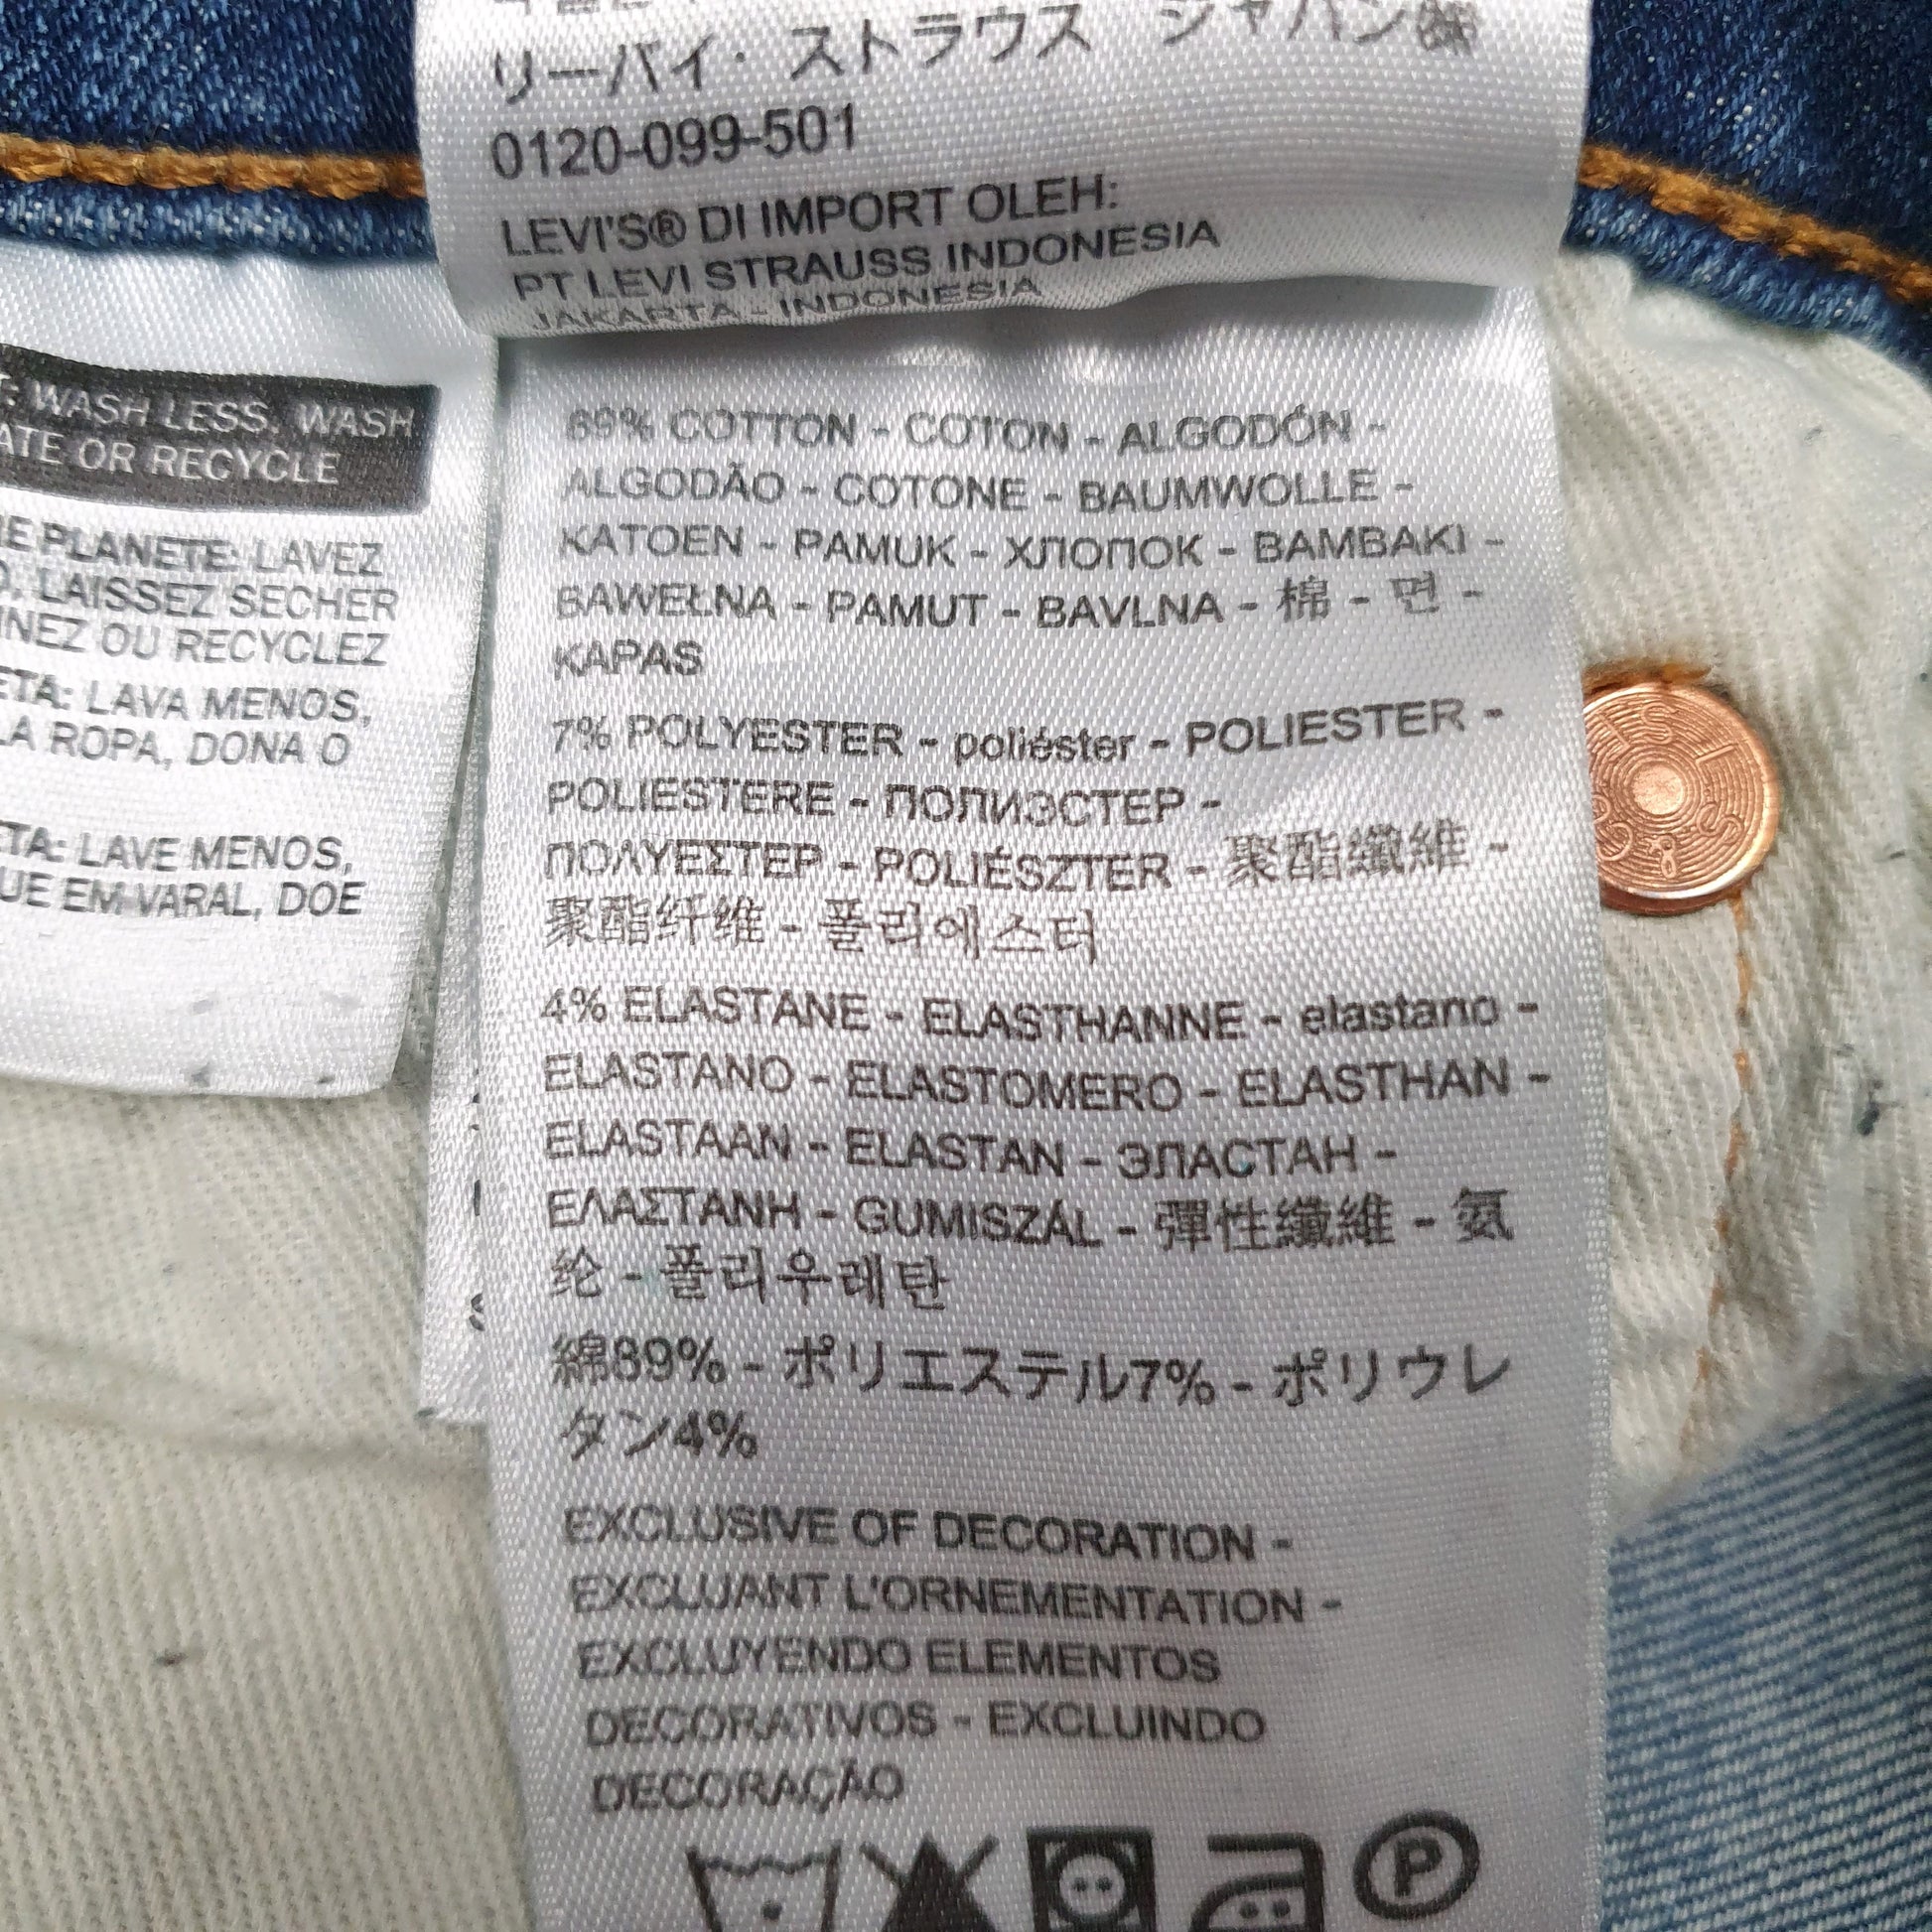 リーバイ・ストラウス ジャパン㈱
0120-099-501
LEVI'S® DI IMPORT OLEH:
PT LEVI STRAUSS INDONESIA
JAKARTA - INDONESIA
: WASH LESS, WASH
ATE OR RECYCLE
E PLANETE: LAVEZ
LAISSEZ SECHER
NEZ OU RECYCLEZ
ETA: LAVA MENOS,
LA ROPA, DONA O
ETA: LAVE MENOS,
UE EM VARAL, DOE
89% COTTON - COTON - ALGODÓN -
ALGODÃO - COTONE - BAUMWOLLE -
KATOEN - PAMUK - ХЛОПОК - ΒΑΜΒΑΚΙ -
BAWEŁNA - PAMUT - BAVLNA - 棉 - 면 -
KAPAS
7% POLYESTER - poliéster - POLIESTER -
POLIESTERE - ПОЛИЭСТЕР -
ΠΟΛΥΕΣΤΕΡ - POLIÉSZTER - 聚酯纖維 -
聚酯纤维 - 폴리에스터
4% ELASTANE - ELASTHANNE - elastano -
ELASTANO - ELASTOMERO - ELASTHAN -
ELASTAAN - ELASTAN - ЭЛАСТАН -
ΕΛΑΣΤΑΝΗ - GUMISZÁL - 彈性纖維 - 氨
纶 - 폴리우레탄
綿89% - ポリエステル7% - ポリウレ
タン4%
EXCLUSIVE OF DECORATION -
EXCLUANT L'ORNEMENTATION -
EXCLUYENDO ELEMENTOS
DECORATIVOS - EXCLUINDO
DECORAÇÃO
P